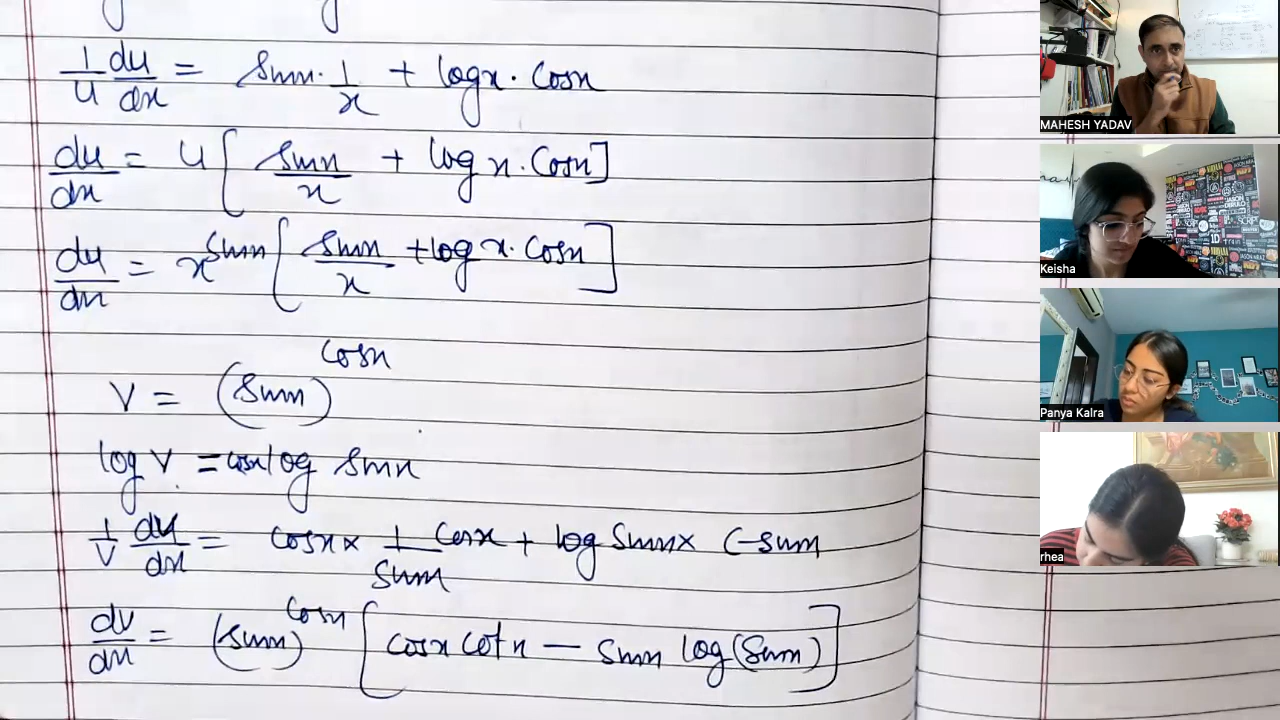 1/u du/dx = sinx · 1/x + logx · cosx
du/dx = u [ sinx/x + log x · cosx ]
du/dx = x^sinx [ sinx/x + log x · cosx ]
v = (sinx)^cosx
log v = cosx log sinx
1/v dv/dx = cosx × 1/sinx cosx + log sinx × (-sinx
dv/dx = (sinx)^cosx [ cosx cotx - sinx log(sinx) ]
MAHESH YADAV
Keisha
Panya Kalra
rhea